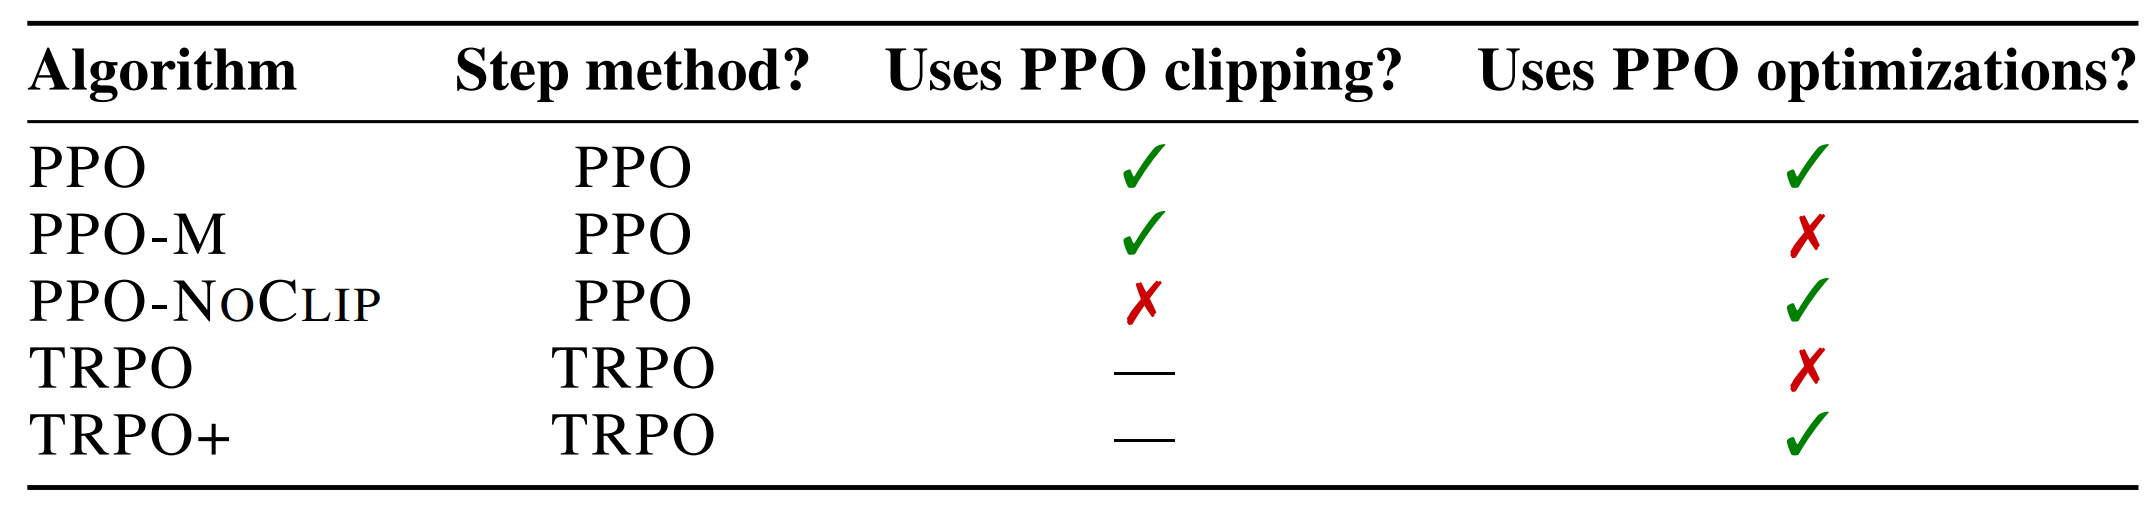 Algorithm Step method? Uses PPO clipping? Uses PPO optimizations?
PPO PPO ✓ ✓
PPO-M PPO ✓ ✗
PPO-NOCLIP PPO ✗ ✓
TRPO TRPO — ✗
TRPO+ TRPO — ✓